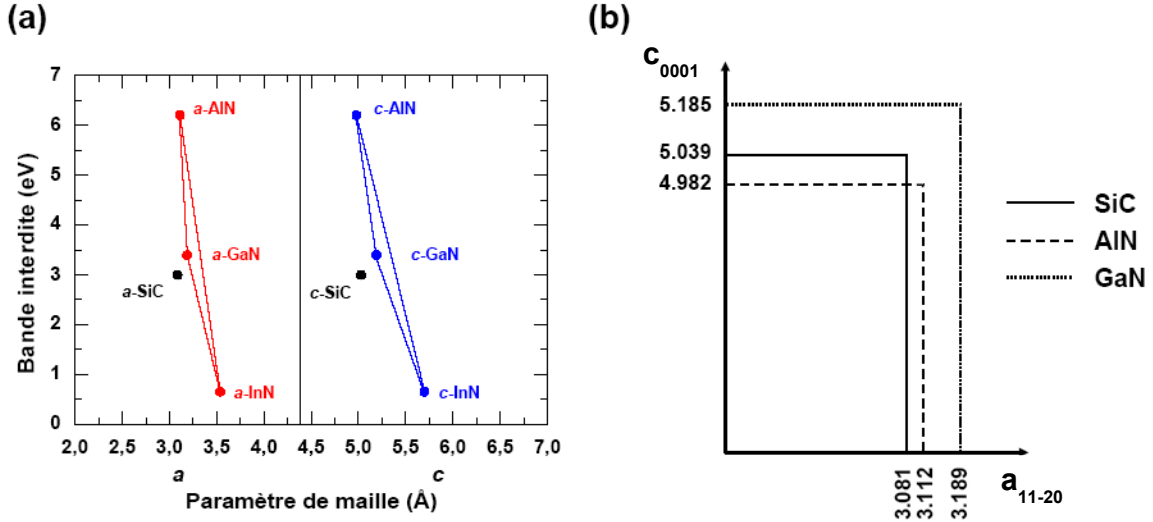 (a)
7
6
5
4
3
2
1
0
Bande interdite (eV)
a-AlN
a-GaN
a-SiC
a-InN
c-AlN
c-GaN
c-SiC
c-InN
2,0 2,5 3,0 3,5 4,0 4,5 5,0 5,5 6,0 6,5 7,0
a c
Paramètre de maille (Å)
(b)
c0001
5.185
5.039
4.982
3.081
3.112
3.189
a11-20
SiC
AlN
GaN